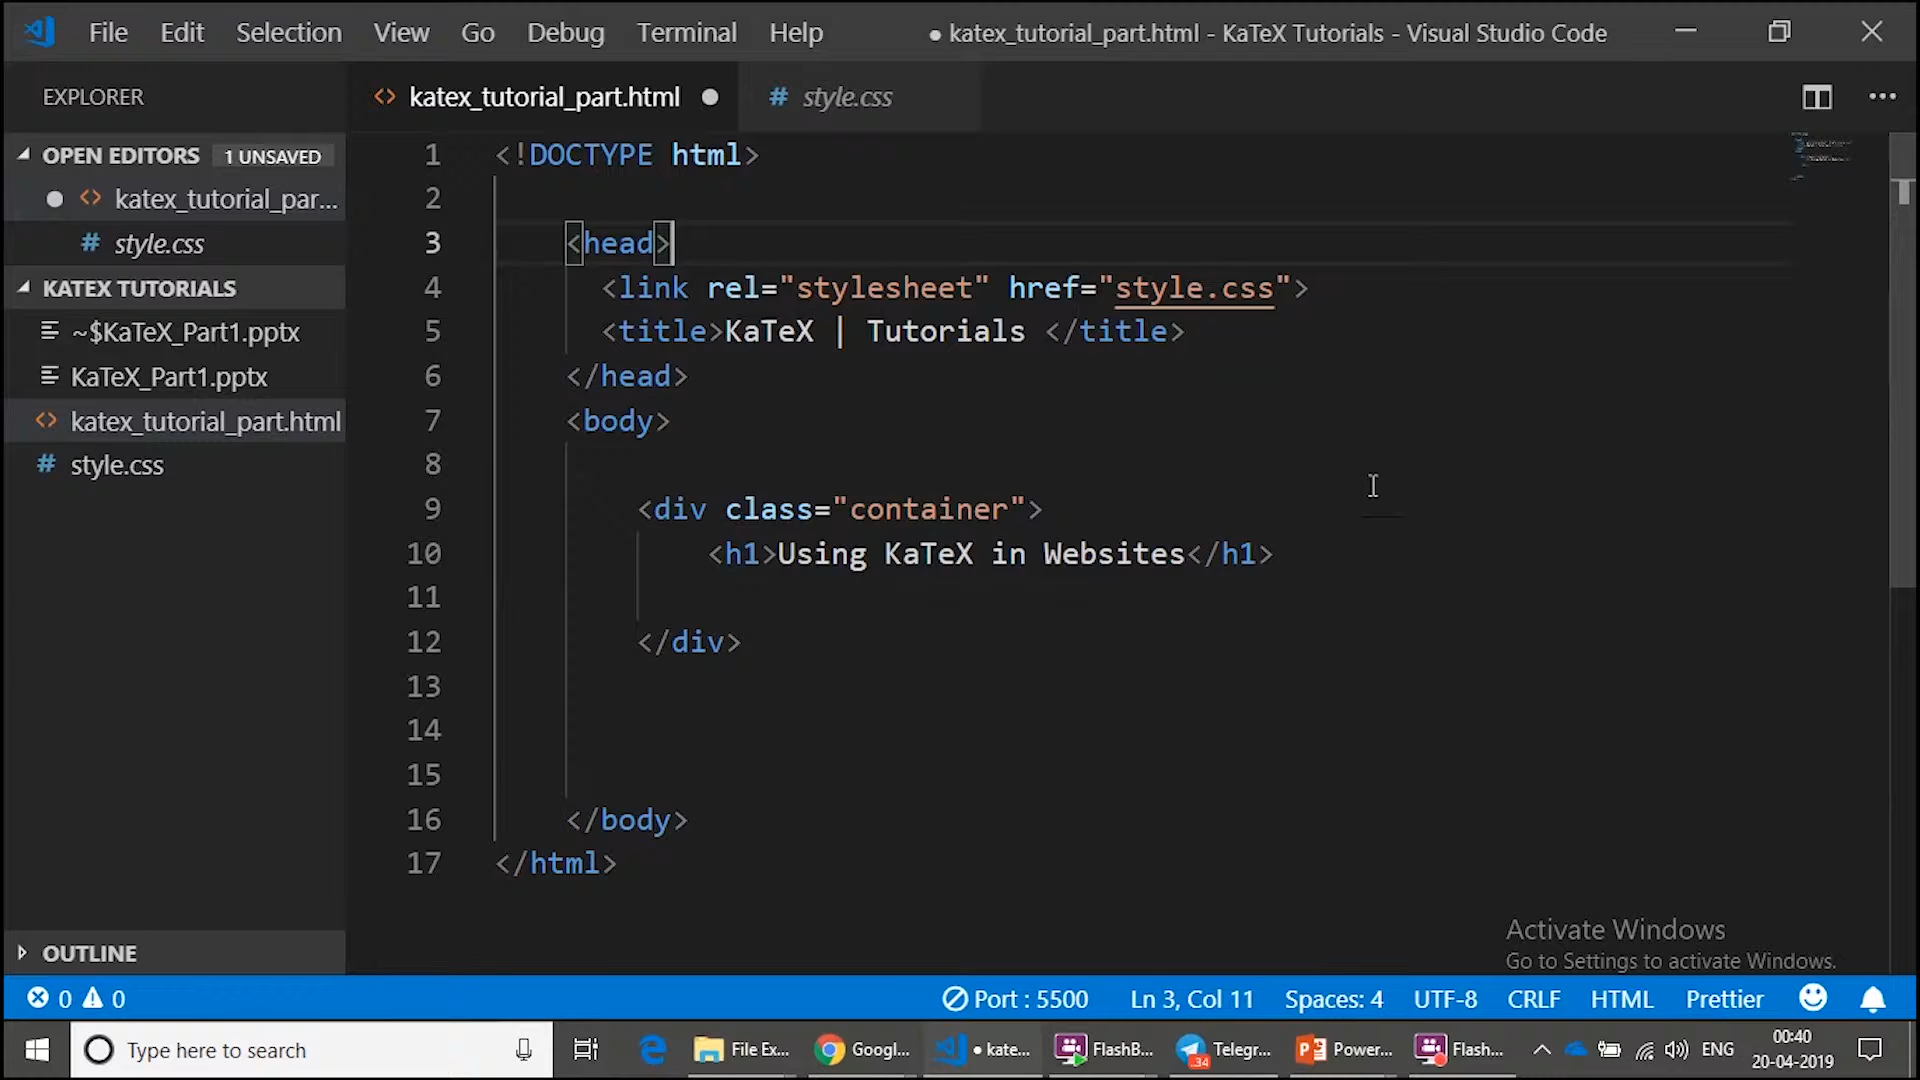 File Edit Selection View Go Debug Terminal Help ● katex_tutorial_part.html - KaTeX Tutorials - Visual Studio Code
EXPLORER
<> katex_tutorial_part.html ●
# style.css
OPEN EDITORS 1 UNSAVED
● <> katex_tutorial_par...
# style.css
KATEX TUTORIALS
~$KaTeX_Part1.pptx
KaTeX_Part1.pptx
<> katex_tutorial_part.html
# style.css
OUTLINE
1 <!DOCTYPE html>
2
3 <head>
4 <link rel="stylesheet" href="style.css">
5 <title>KaTeX | Tutorials </title>
6 </head>
7 <body>
8
9 <div class="container">
10 <h1>Using KaTeX in Websites</h1>
11
12 </div>
13
14
15
16 </body>
17 </html>
Activate Windows
Go to Settings to activate Windows.
0 0 Port : 5500 Ln 3, Col 11 Spaces: 4 UTF-8 CRLF HTML Prettier
Type here to search
File Ex...
Googl...
● kate...
FlashB...
34
Telegr...
Power...
Flash...
ENG
00:40
20-04-2019